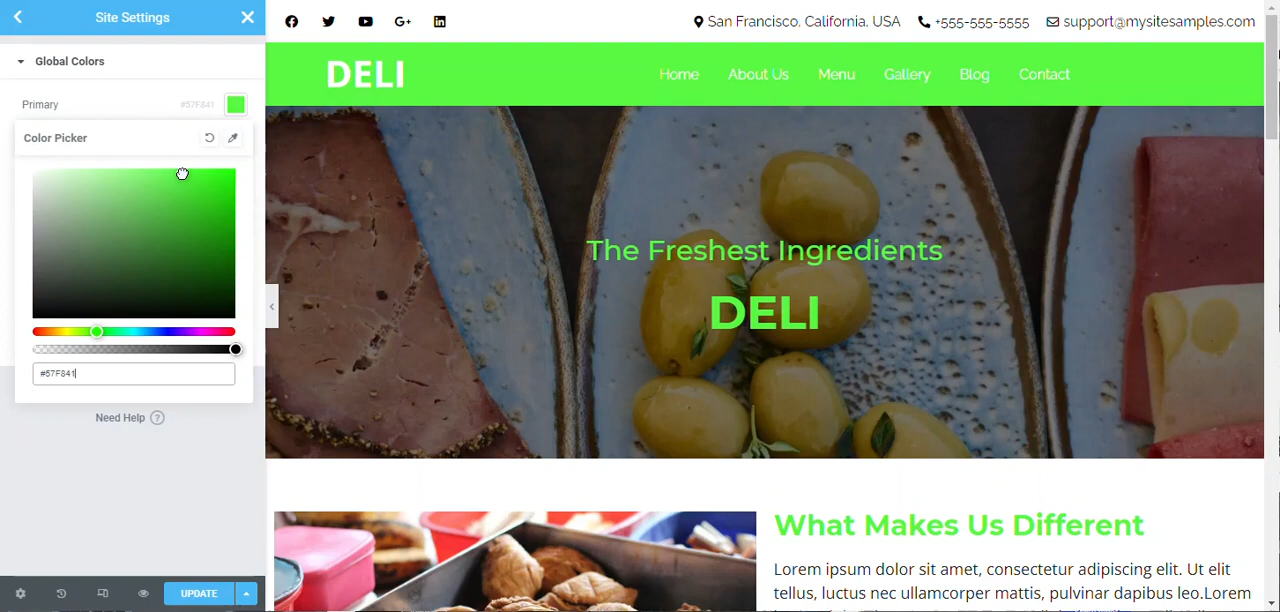 Site Settings
Global Colors
Primary
#57F841
Color Picker
#57F841
Need Help ?
UPDATE
San Francisco, California, USA
+555-555-5555
support@mysitesamples.com
DELI
Home
About Us
Menu
Gallery
Blog
Contact
The Freshest Ingredients
DELI
What Makes Us Different
Lorem ipsum dolor sit amet, consectetur adipiscing elit. Ut elit
tellus, luctus nec ullamcorper mattis, pulvinar dapibus leo.Lorem